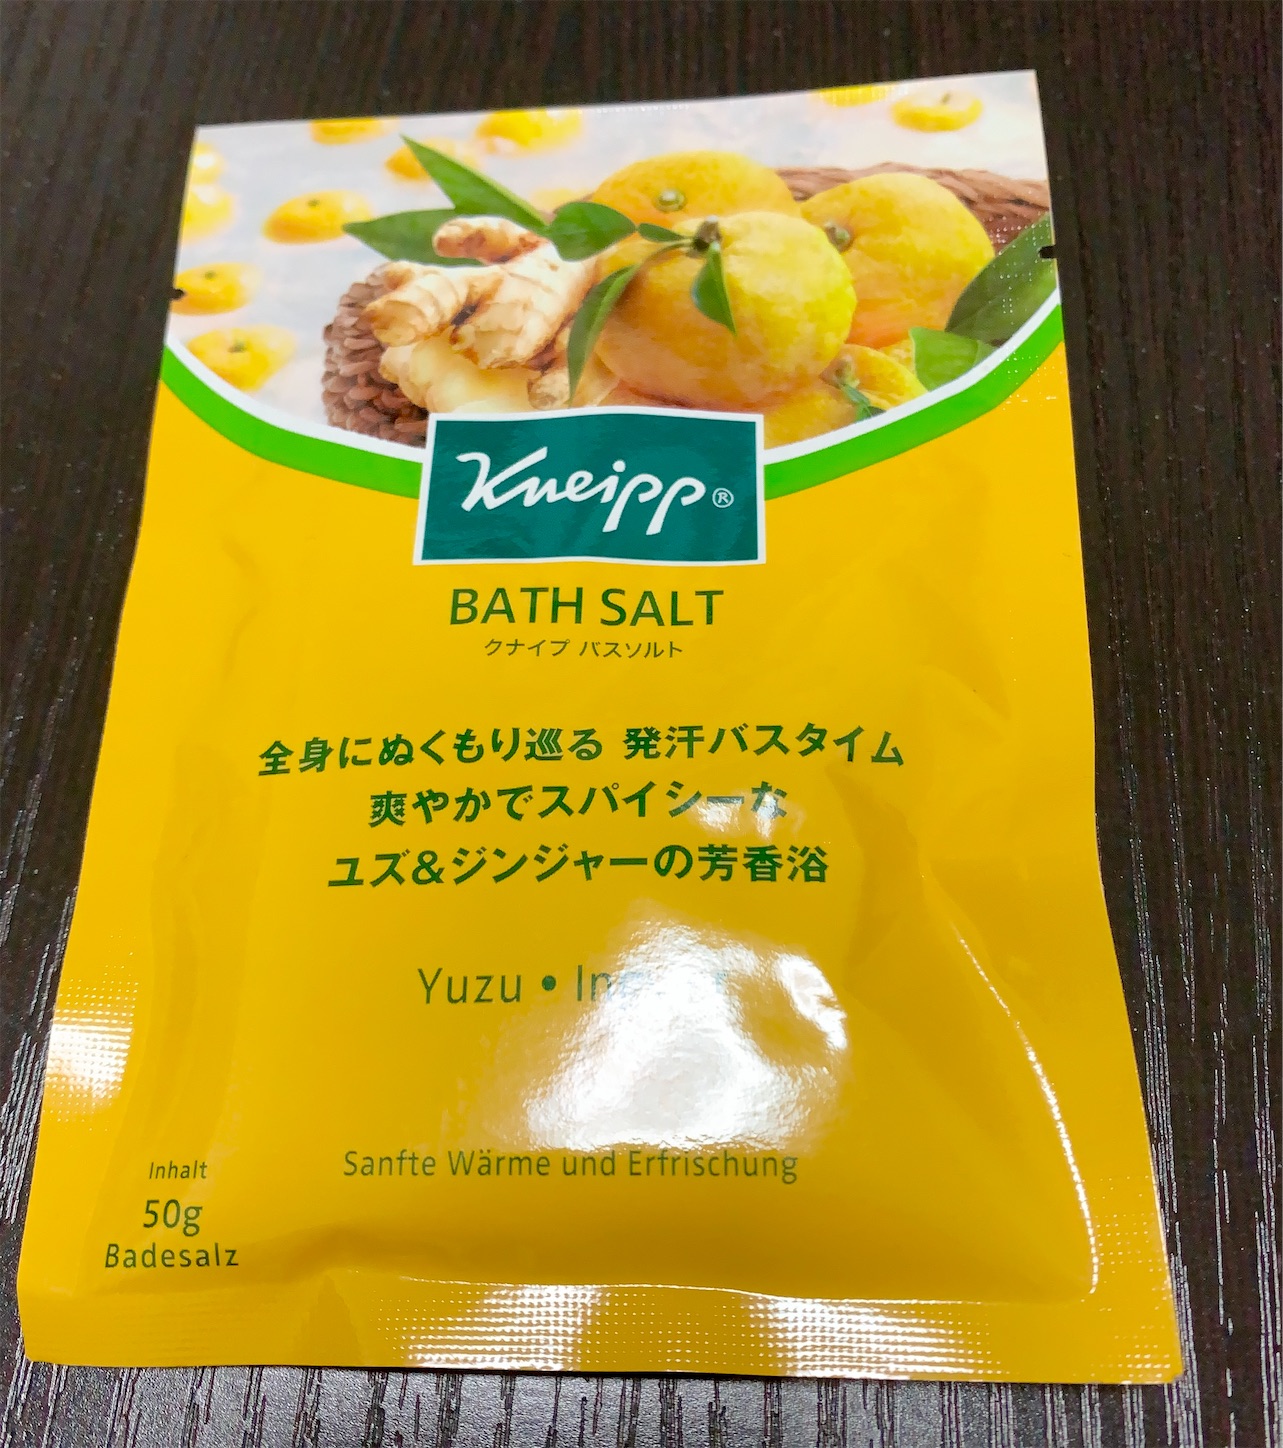 Kneipp®
BATH SALT
クナイプ バスソルト
全身にぬくもり巡る 発汗バスタイム
爽やかでスパイシーな
ユズ&ジンジャーの芳香浴
Yuzu •
Sanfte Wärme und Erfrischung
Inhalt
50g
Badesalz